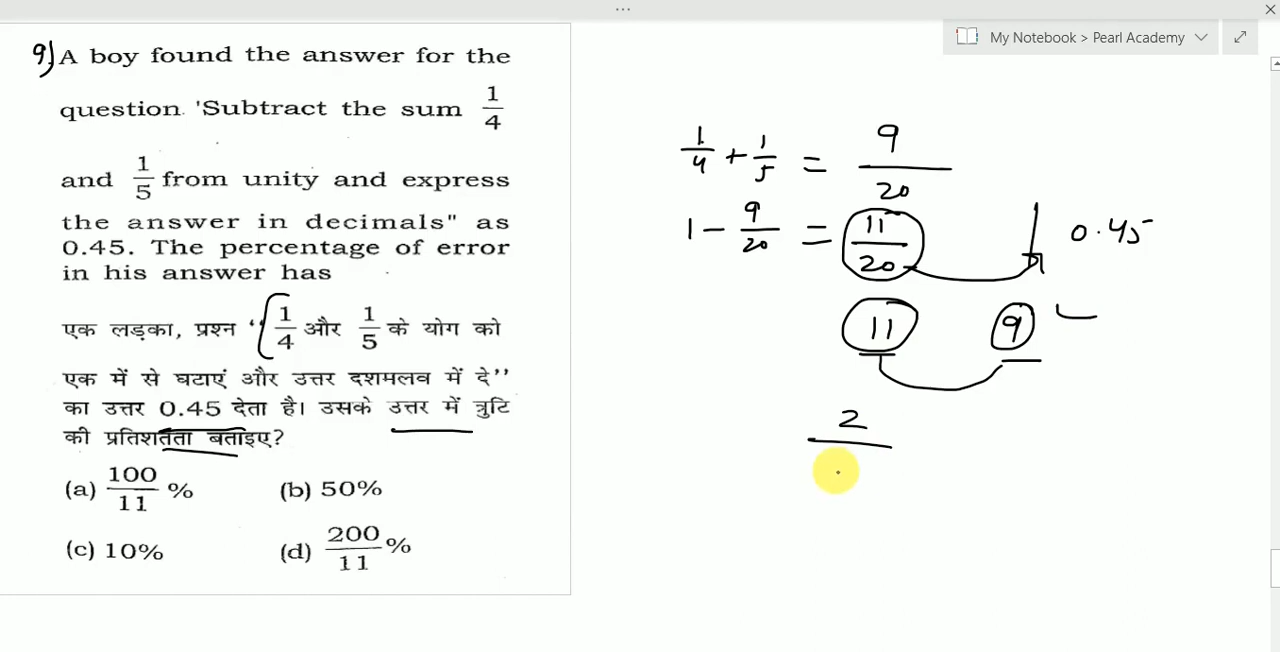 ...
My Notebook > Pearl Academy
9) A boy found the answer for the
question. 'Subtract the sum 1/4
and 1/5 from unity and express
the answer in decimals" as
0.45. The percentage of error
in his answer has
एक लड़का, प्रश्न "1/4 और 1/5 के योग को
एक में से घटाएं और उत्तर दशमलव में दे"
का उत्तर 0.45 देता है। उसके उत्तर में त्रुटि
की प्रतिशतता बताइए?
(a) 100/11 % (b) 50%
(c) 10% (d) 200/11 %
1/4 + 1/5 = 9/20
1 - 9/20 = 11/20 0.45
11 9
2